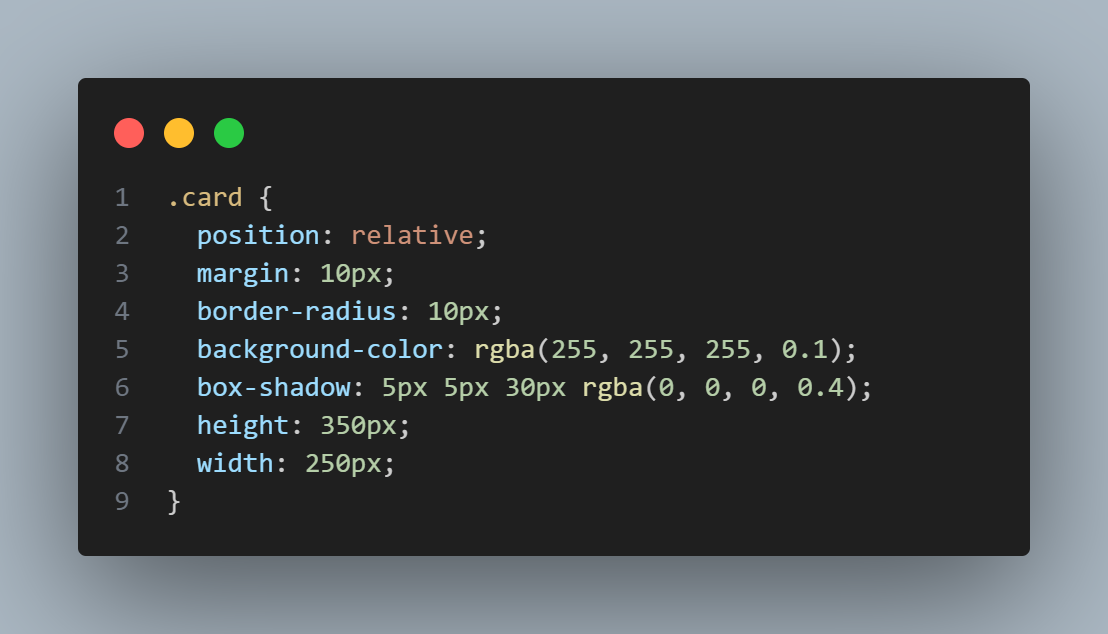 1 .card {
2   position: relative;
3   margin: 10px;
4   border-radius: 10px;
5   background-color: rgba(255, 255, 255, 0.1);
6   box-shadow: 5px 5px 30px rgba(0, 0, 0, 0.4);
7   height: 350px;
8   width: 250px;
9 }